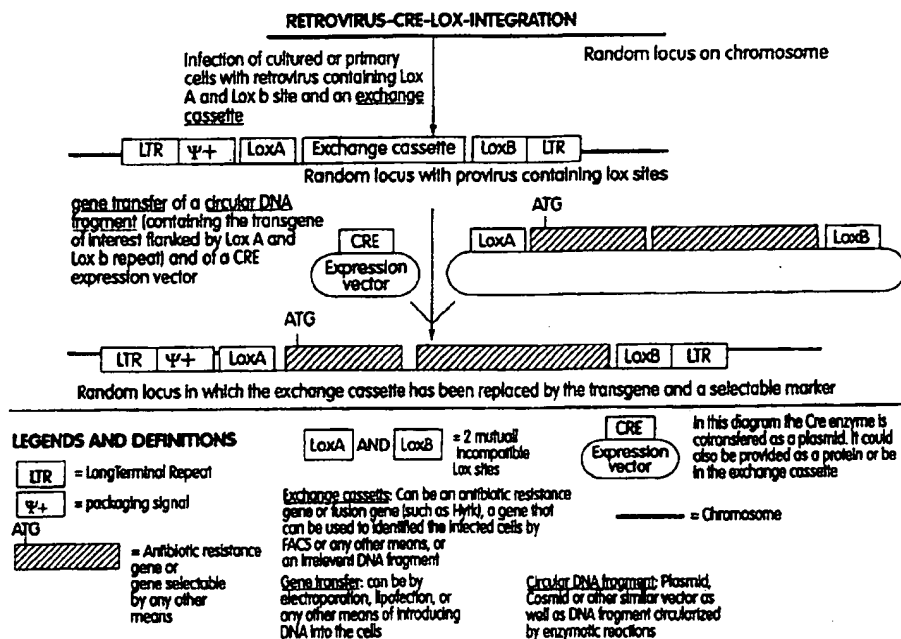 RETROVIRUS-CRE-LOX-INTEGRATION
Infection of cultured or primary
cells with retrovirus containing Lox
A and Lox b site and an exchange
cassette
Random locus on chromosome
LTR Ψ+ LoxA Exchange cassette LoxB LTR
Random locus with provirus containing lox sites
gene transfer of a circular DNA
fragment (containing the transgene
of interest flanked by Lox A and
Lox b repeat) and of a CRE
expression vector
CRE
Expression
vector
ATG
LoxA LoxB
ATG
LTR Ψ+ LoxA LoxB LTR
Random locus in which the exchange cassette has been replaced by the transgene and a selectable marker
LEGENDS AND DEFINITIONS
LTR = LongTerminal Repeat
Ψ+ = packaging signal
ATG
= Antibiotic resistance
gene or
gene selectable
by any other
means
LoxA AND LoxB = 2 mutuall
incompatible
Lox sites
Exchange cassetts: Can be an antibiotic resistance
gene or fusion gene (such as Hytk), a gene that
can be used to identified the infected cells by
FACS or any other means, or
an irrelevent DNA fragment
Gene transfer: can be by
electroporation, lipofection, or
any other means of introducing
DNA into the cells
CRE
Expression
vector
In this diagram the Cre enzyme is
cotransfered as a plasmid. It could
also be provided as a protein or be
in the exchange cassette
= Chromosome
Circular DNA fragment: Plasmid,
Cosmid or other similar vector as
well as DNA fragment circularized
by enzymatic reactions